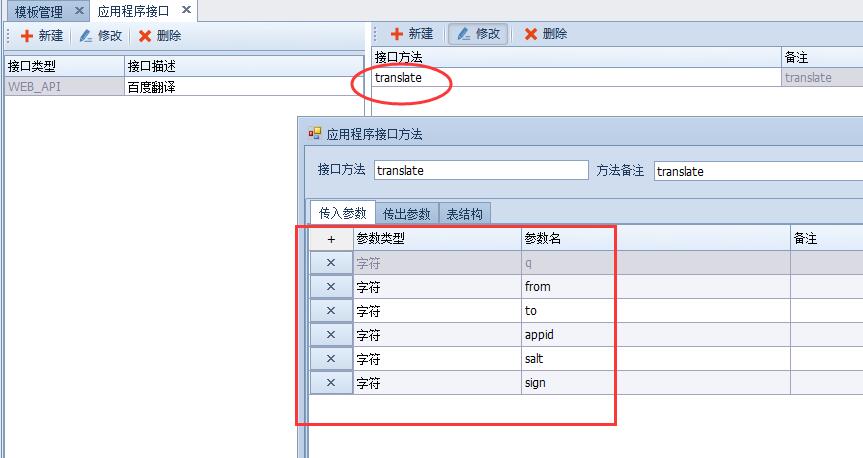 模板管理 × 应用程序接口 ×
新建 修改 删除
新建 修改 删除
接口类型 接口描述
接口方法 备注
WEB_API 百度翻译
translate translate
应用程序接口方法
接口方法 translate 方法备注 translate
传入参数 传出参数 表结构
+ 参数类型 参数名 备注
× 字符 q
× 字符 from
× 字符 to
× 字符 appid
× 字符 salt
× 字符 sign